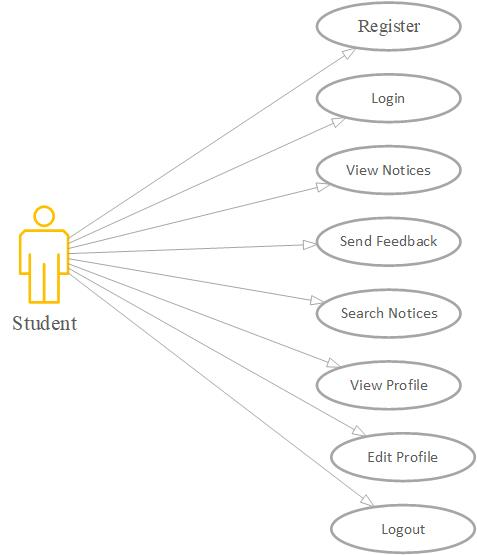 Register
Login
View Notices
Send Feedback
Search Notices
Student
View Profile
Edit Profile
Logout